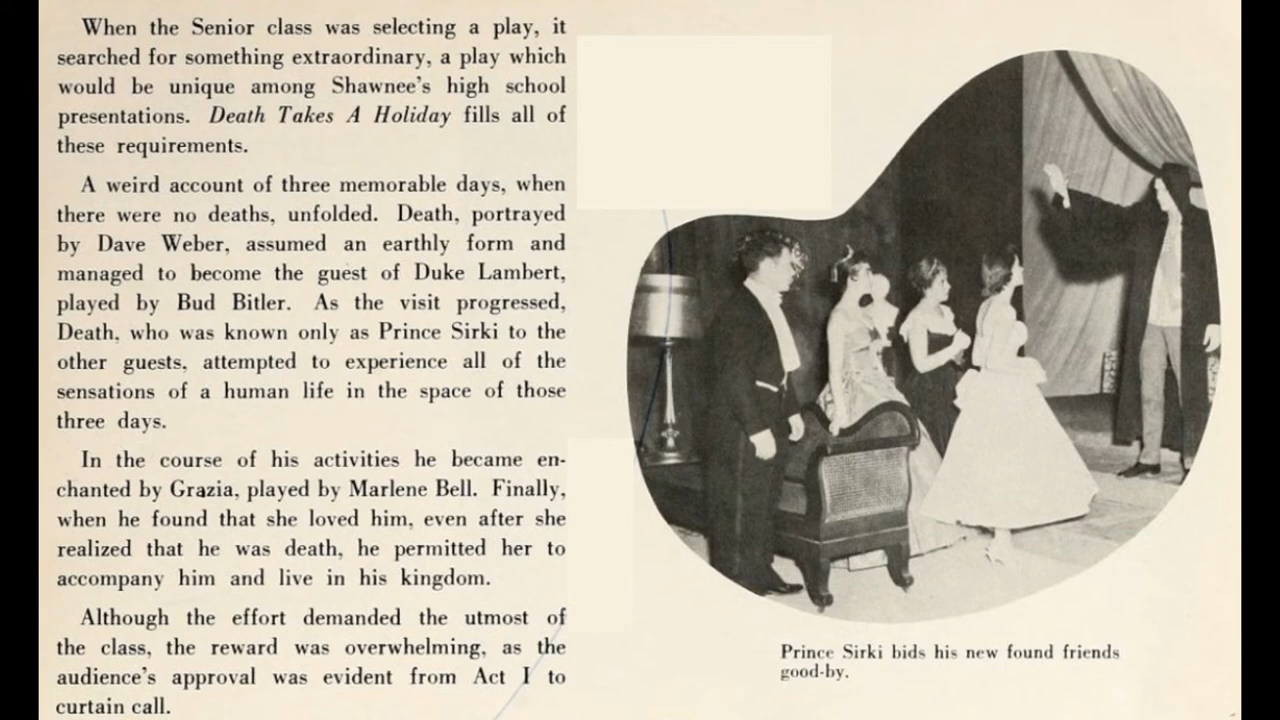 When the Senior class was selecting a play, it
searched for something extraordinary, a play which
would be unique among Shawnee's high school
presentations. Death Takes A Holiday fills all of
these requirements.
A weird account of three memorable days, when
there were no deaths, unfolded. Death, portrayed
by Dave Weber, assumed an earthly form and
managed to become the guest of Duke Lambert,
played by Bud Bitler. As the visit progressed,
Death, who was known only as Prince Sirki to the
other guests, attempted to experience all of the
sensations of a human life in the space of those
three days.
In the course of his activities he became en-
chanted by Grazia, played by Marlene Bell. Finally,
when he found that she loved him, even after she
realized that he was death, he permitted her to
accompany him and live in his kingdom.
Although the effort demanded the utmost of
the class, the reward was overwhelming, as the
audience's approval was evident from Act I to
curtain call.
Prince Sirki bids his new found friends
good-by.